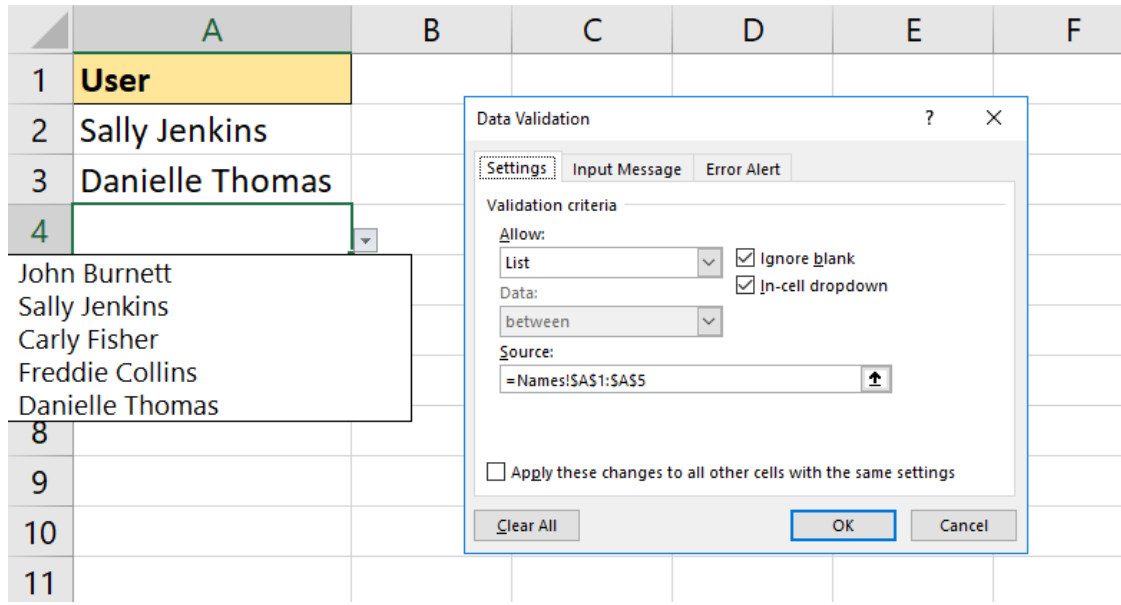 A B C D E F
1 User
2 Sally Jenkins
3 Danielle Thomas
4
John Burnett
Sally Jenkins
Carly Fisher
Freddie Collins
Danielle Thomas
8
9
10
11
Data Validation ? ×
Settings Input Message Error Alert
Validation criteria
Allow:
List
Ignore blank
In-cell dropdown
Data:
between
Source:
=Names!$A$1:$A$5
Apply these changes to all other cells with the same settings
Clear All OK Cancel